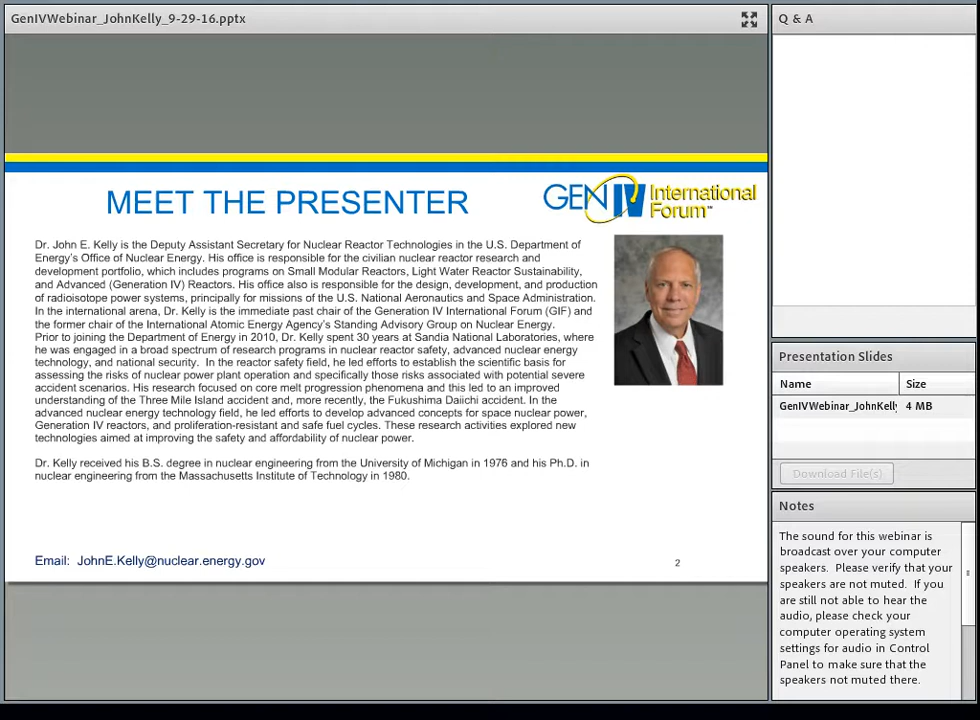 GenIVWebinar_JohnKelly_9-29-16.pptx
MEET THE PRESENTER
GEN IV International
Forum™
Dr. John E. Kelly is the Deputy Assistant Secretary for Nuclear Reactor Technologies in the U.S. Department of
Energy's Office of Nuclear Energy. His office is responsible for the civilian nuclear reactor research and
development portfolio, which includes programs on Small Modular Reactors, Light Water Reactor Sustainability,
and Advanced (Generation IV) Reactors. His office also is responsible for the design, development, and production
of radioisotope power systems, principally for missions of the U.S. National Aeronautics and Space Administration.
In the international arena, Dr. Kelly is the immediate past chair of the Generation IV International Forum (GIF) and
the former chair of the International Atomic Energy Agency's Standing Advisory Group on Nuclear Energy.
Prior to joining the Department of Energy in 2010, Dr. Kelly spent 30 years at Sandia National Laboratories, where
he was engaged in a broad spectrum of research programs in nuclear reactor safety, advanced nuclear energy
technology, and national security.  In the reactor safety field, he led efforts to establish the scientific basis for
assessing the risks of nuclear power plant operation and specifically those risks associated with potential severe
accident scenarios. His research focused on core melt progression phenomena and this led to an improved
understanding of the Three Mile Island accident and, more recently, the Fukushima Daiichi accident. In the
advanced nuclear energy technology field, he led efforts to develop advanced concepts for space nuclear power,
Generation IV reactors, and proliferation-resistant and safe fuel cycles. These research activities explored new
technologies aimed at improving the safety and affordability of nuclear power.
Dr. Kelly received his B.S. degree in nuclear engineering from the University of Michigan in 1976 and his Ph.D. in
nuclear engineering from the Massachusetts Institute of Technology in 1980.
Email:  JohnE.Kelly@nuclear.energy.gov
2
Q & A
Presentation Slides
Name Size
GenIVWebinar_JohnKelly 4 MB
Download File(s)
Notes
The sound for this webinar is
broadcast over your computer
speakers.  Please verify that your
speakers are not muted.  If you
are still not able to hear the
audio, please check your
computer operating system
settings for audio in Control
Panel to make sure that the
speakers not muted there.